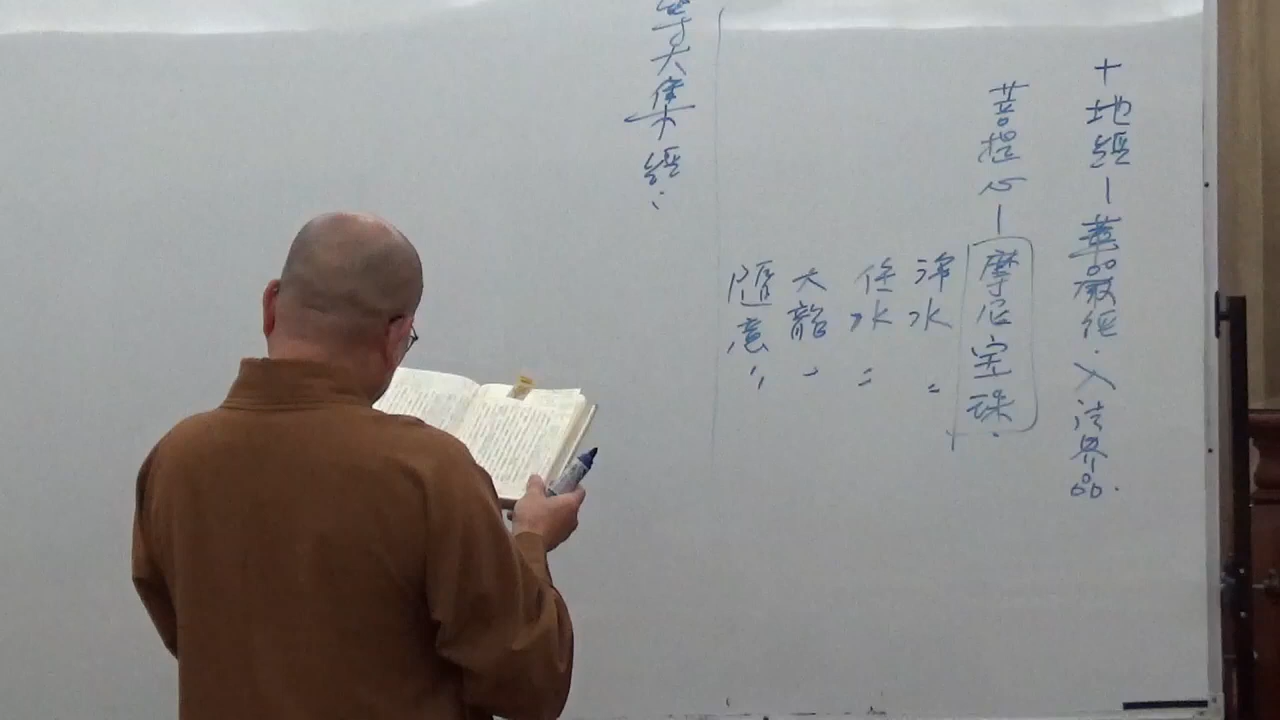 十地經—華嚴經.入法界品.
菩提心—摩尼宝珠.
淨水〃
住水〃
大龍〃
隨意〃
大集經: